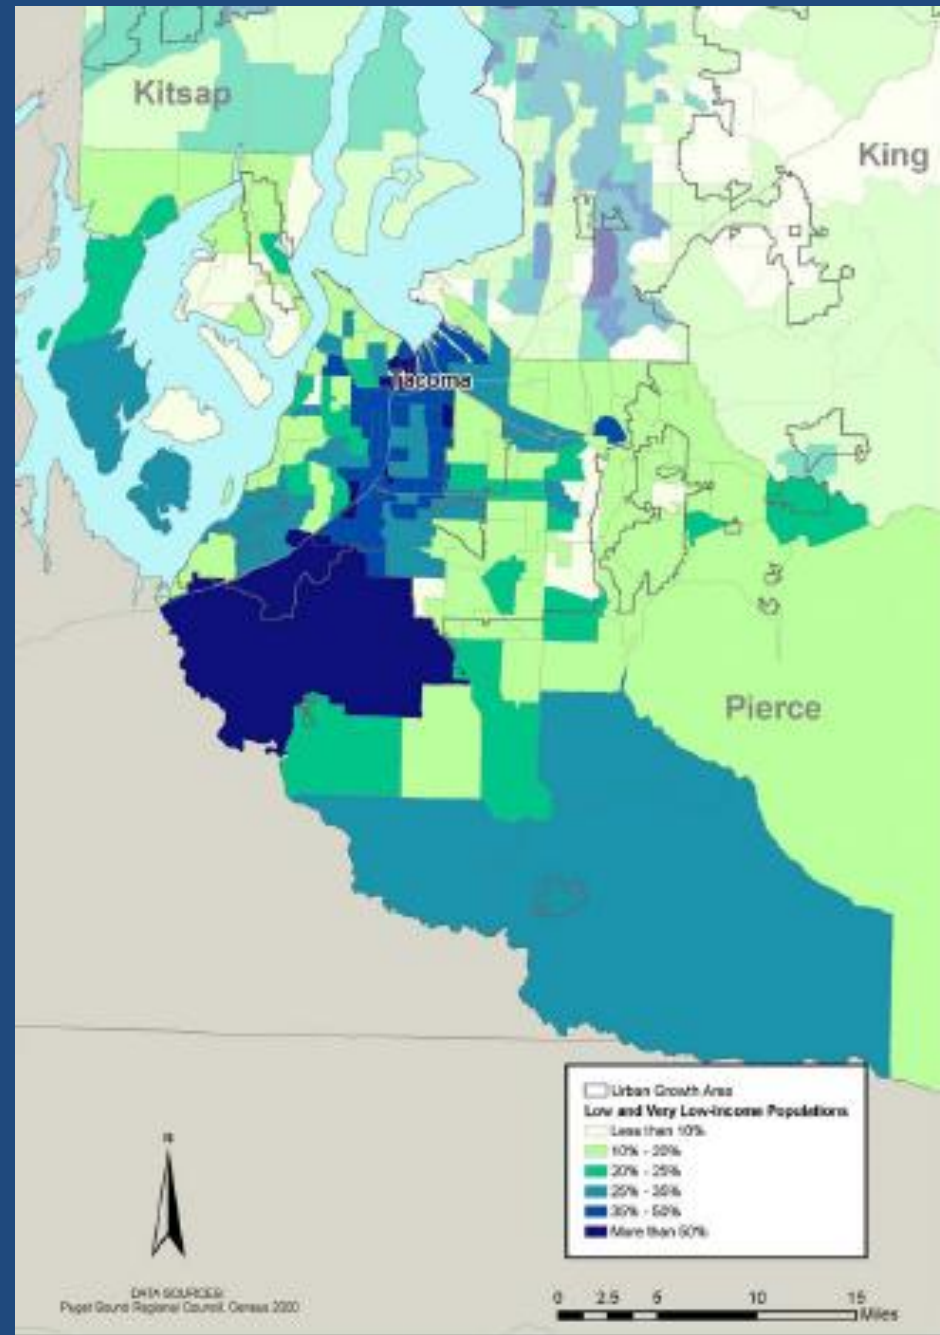 Kitsap
King
Tacoma
Pierce
Urban Growth Area
Low and Very Low-income Populations
Less than 10%
10% - 20%
20% - 25%
25% - 35%
35% - 50%
More than 50%
N
DATA SOURCES:
Puget Sound Regional Council, Census 2000
0 2.5 5 10 15
Miles